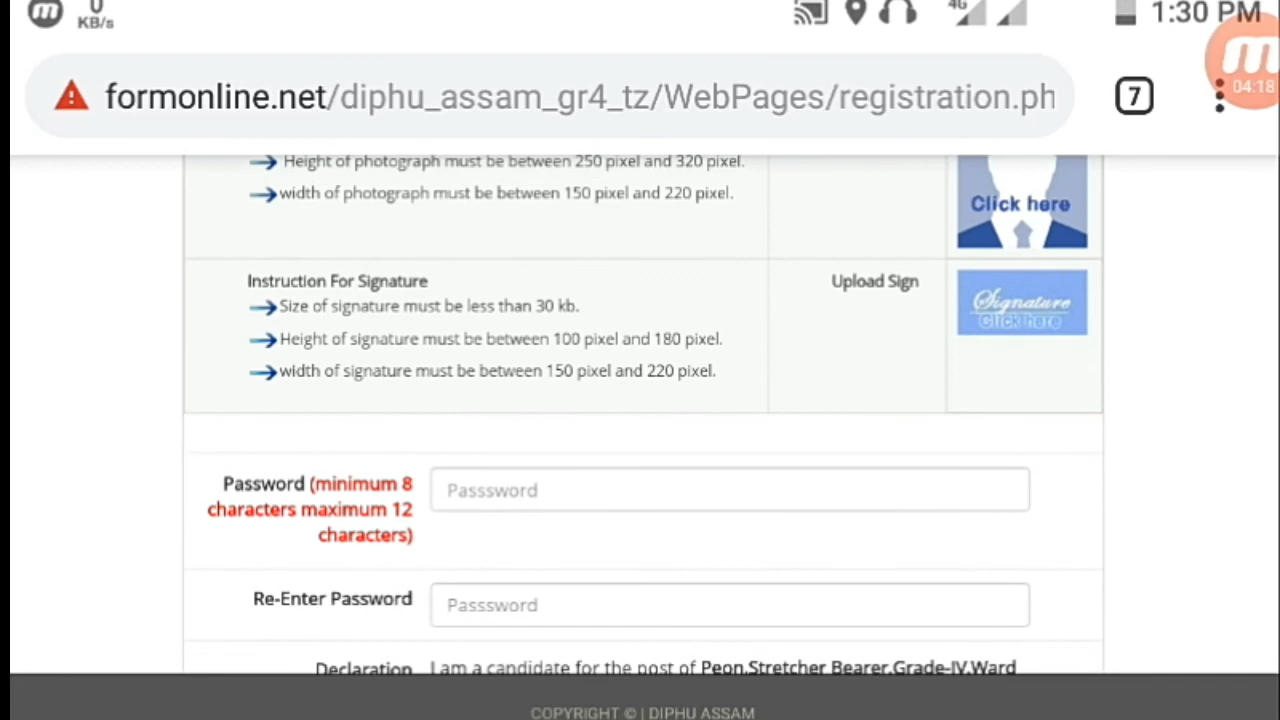 0
KB/s
4G
1:30 PM
formonline.net/diphu_assam_gr4_tz/WebPages/registration.ph
7
04:18
Height of photograph must be between 250 pixel and 320 pixel.
width of photograph must be between 150 pixel and 220 pixel.
Click here
Instruction For Signature
Upload Sign
Size of signature must be less than 30 kb.
Signature
Click here
Height of signature must be between 100 pixel and 180 pixel.
width of signature must be between 150 pixel and 220 pixel.
Password (minimum 8
characters maximum 12
characters)
Passsword
Re-Enter Password
Passsword
Declaration
I am a candidate for the post of Peon,Stretcher Bearer,Grade-IV,Ward
COPYRIGHT © | DIPHU ASSAM